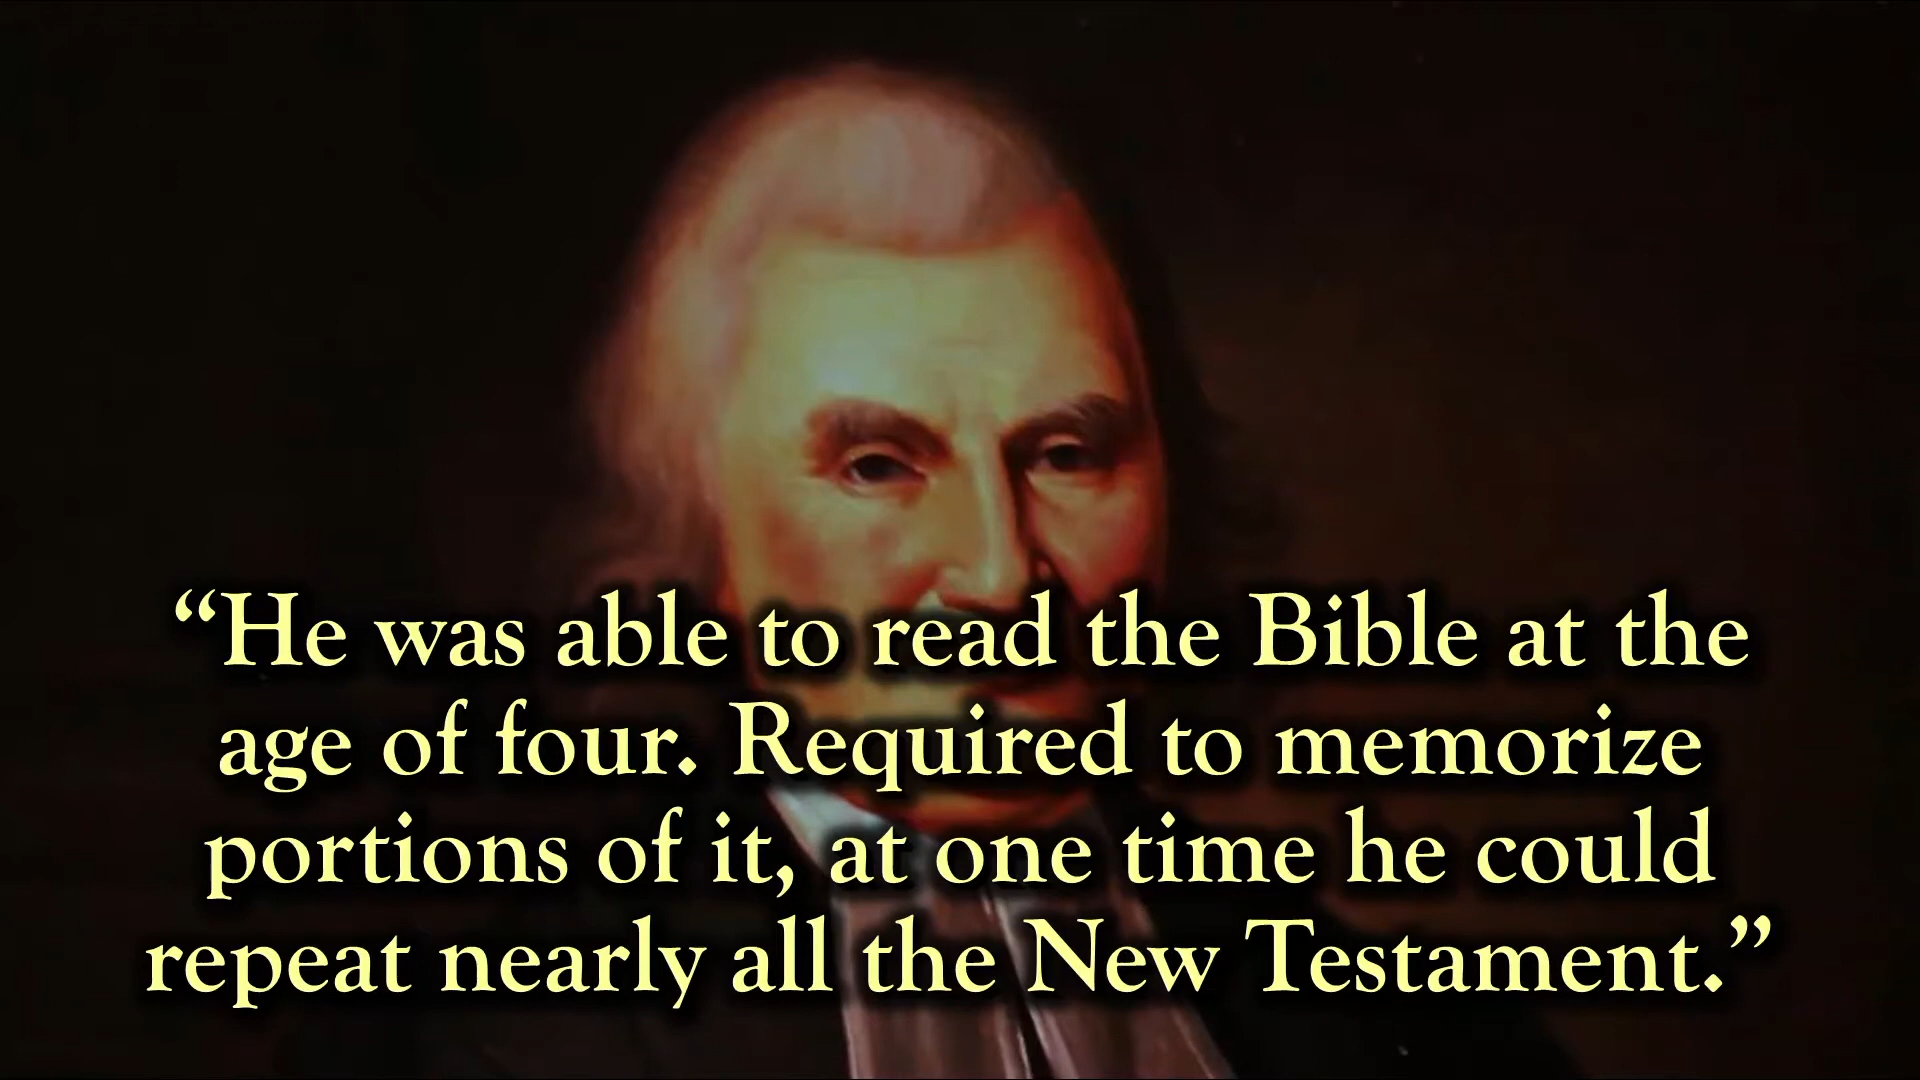 “He was able to read the Bible at the
age of four. Required to memorize
portions of it, at one time he could
repeat nearly all the New Testament.”